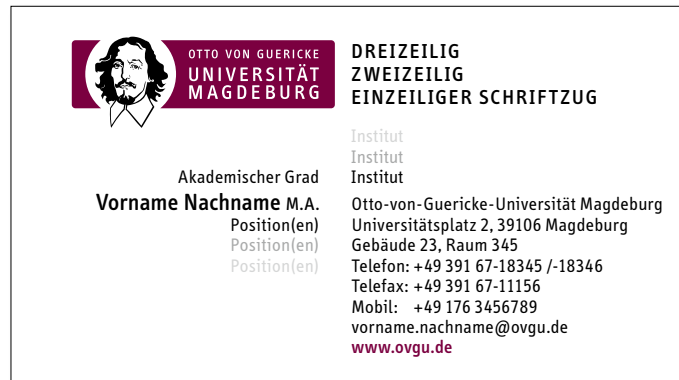 OTTO VON GUERICKE
UNIVERSITÄT
MAGDEBURG
DREIZEILIG
ZWEIZEILIG
EINZEILIGER SCHRIFTZUG
Institut
Institut
Institut
Akademischer Grad
Vorname Nachname M.A.
Position(en)
Position(en)
Position(en)
Otto-von-Guericke-Universität Magdeburg
Universitätsplatz 2, 39106 Magdeburg
Gebäude 23, Raum 345
Telefon: +49 391 67-18345 /-18346
Telefax: +49 391 67-11156
Mobil: +49 176 3456789
vorname.nachname@ovgu.de
www.ovgu.de